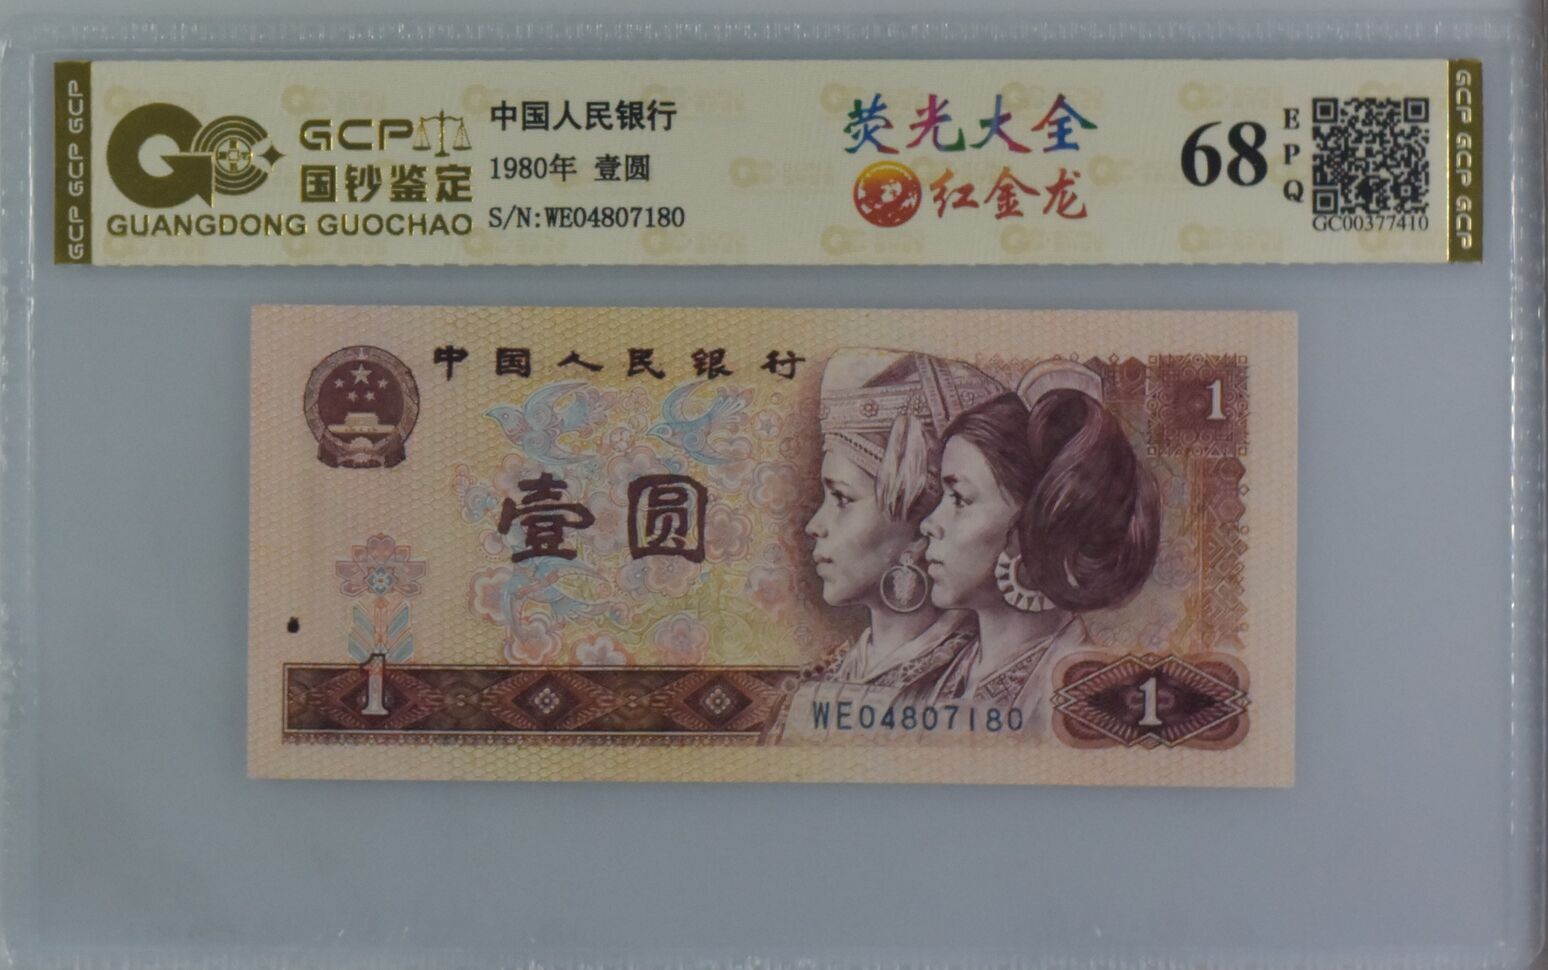 GCP GCP GCP
GCP
国钞鉴定
GUANGDONG GUOCHAO
中国人民银行
1980年 壹圆
S/N:WE04807180
荧光大全
红金龙
68
EPQ
GC00377410
GCP GCP GCP
中国人民银行
1
壹圆
1
WE04807180
1